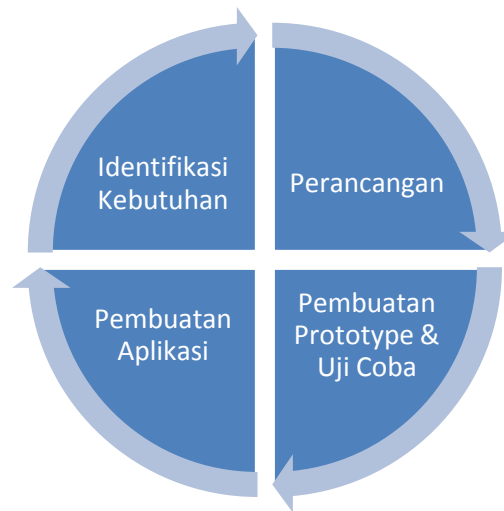 Identifikasi
Kebutuhan
Perancangan
Pembuatan
Prototype &
Uji Coba
Pembuatan
Aplikasi